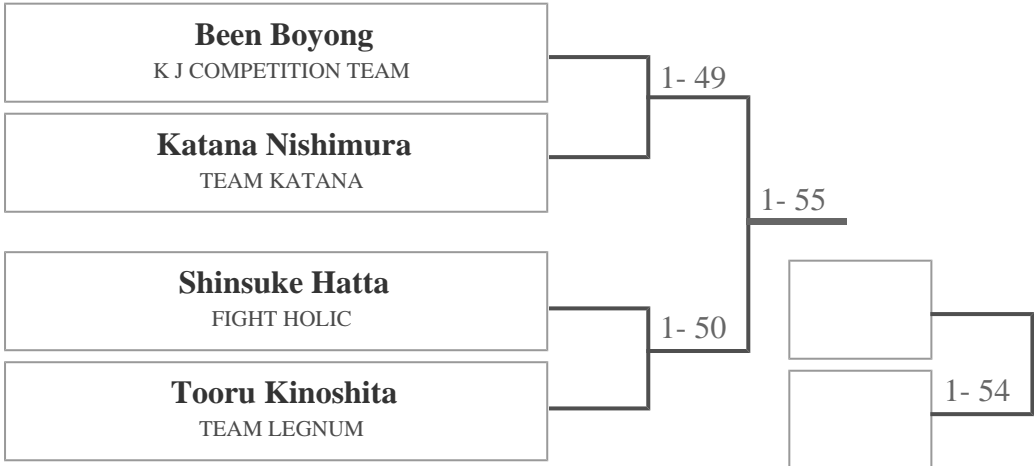 Been Boyong
K J COMPETITION TEAM
1- 49
Katana Nishimura
TEAM KATANA
1- 55
Shinsuke Hatta
FIGHT HOLIC
1- 50
Tooru Kinoshita
TEAM LEGNUM
1- 54